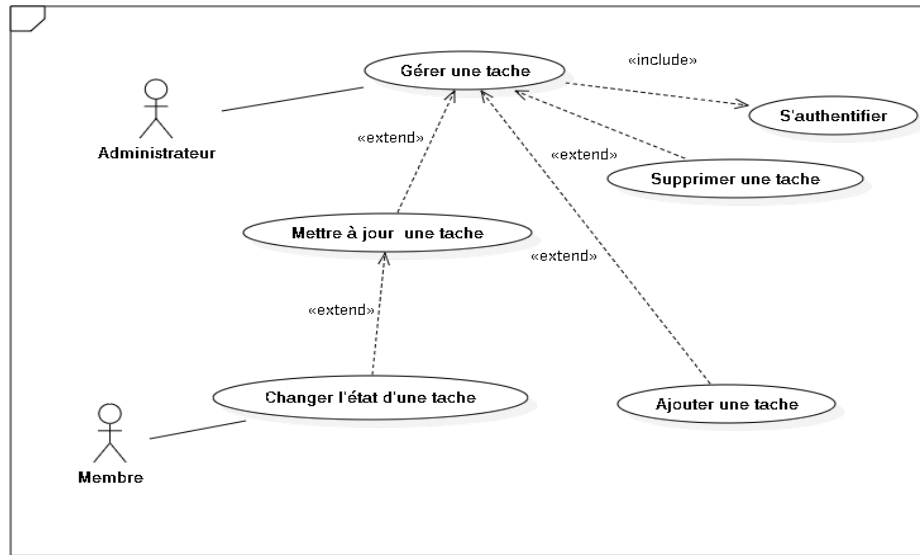 Gérer une tache
«include»
S'authentifier
Administrateur
«extend»
«extend»
Supprimer une tache
Mettre à jour  une tache
«extend»
«extend»
Changer l'état d'une tache
Ajouter une tache
Membre